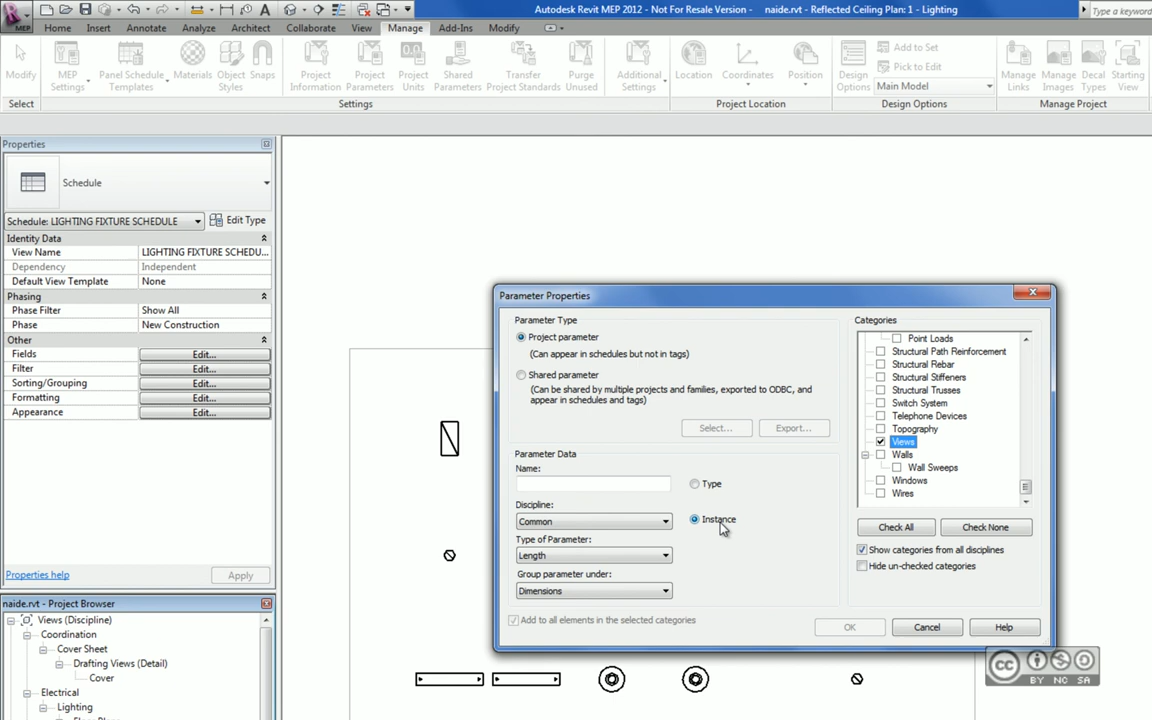 Autodesk Revit MEP 2012 - Not For Resale Version - naide.rvt - Reflected Ceiling Plan: 1 - Lighting
Type a keyword
MEP
Home Insert Annotate Analyze Architect Collaborate View Manage Add-Ins Modify
Modify
MEP Settings
Panel Schedule Templates
Materials
Object Styles
Snaps
Project Information
Project Parameters
Project Units
Shared Parameters
Transfer Project Standards
Purge Unused
Additional Settings
Location
Coordinates
Position
Design Options
Add to Set
Pick to Edit
Main Model
Manage Links
Manage Images
Decal Types
Starting View
Select Settings Project Location Design Options Manage Project
Properties
Schedule
Schedule: LIGHTING FIXTURE SCHEDULE Edit Type
Identity Data
View Name LIGHTING FIXTURE SCHEDU...
Dependency Independent
Default View Template None
Phasing
Phase Filter Show All
Phase New Construction
Other
Fields Edit...
Filter Edit...
Sorting/Grouping Edit...
Formatting Edit...
Appearance Edit...
Properties help Apply
naide.rvt - Project Browser
Views (Discipline)
Coordination
Cover Sheet
Drafting Views (Detail)
Cover
Electrical
Lighting
Parameter Properties
Parameter Type
Project parameter
(Can appear in schedules but not in tags)
Shared parameter
(Can be shared by multiple projects and families, exported to ODBC, and
appear in schedules and tags)
Select... Export...
Parameter Data
Name:
Type
Discipline:
Common
Instance
Type of Parameter:
Length
Group parameter under:
Dimensions
Add to all elements in the selected categories
Categories
Point Loads
Structural Path Reinforcement
Structural Rebar
Structural Stiffeners
Structural Trusses
Switch System
Telephone Devices
Topography
Views
Walls
Wall Sweeps
Windows
Wires
Check All Check None
Show categories from all disciplines
Hide un-checked categories
OK Cancel Help
cc
BY NC SA